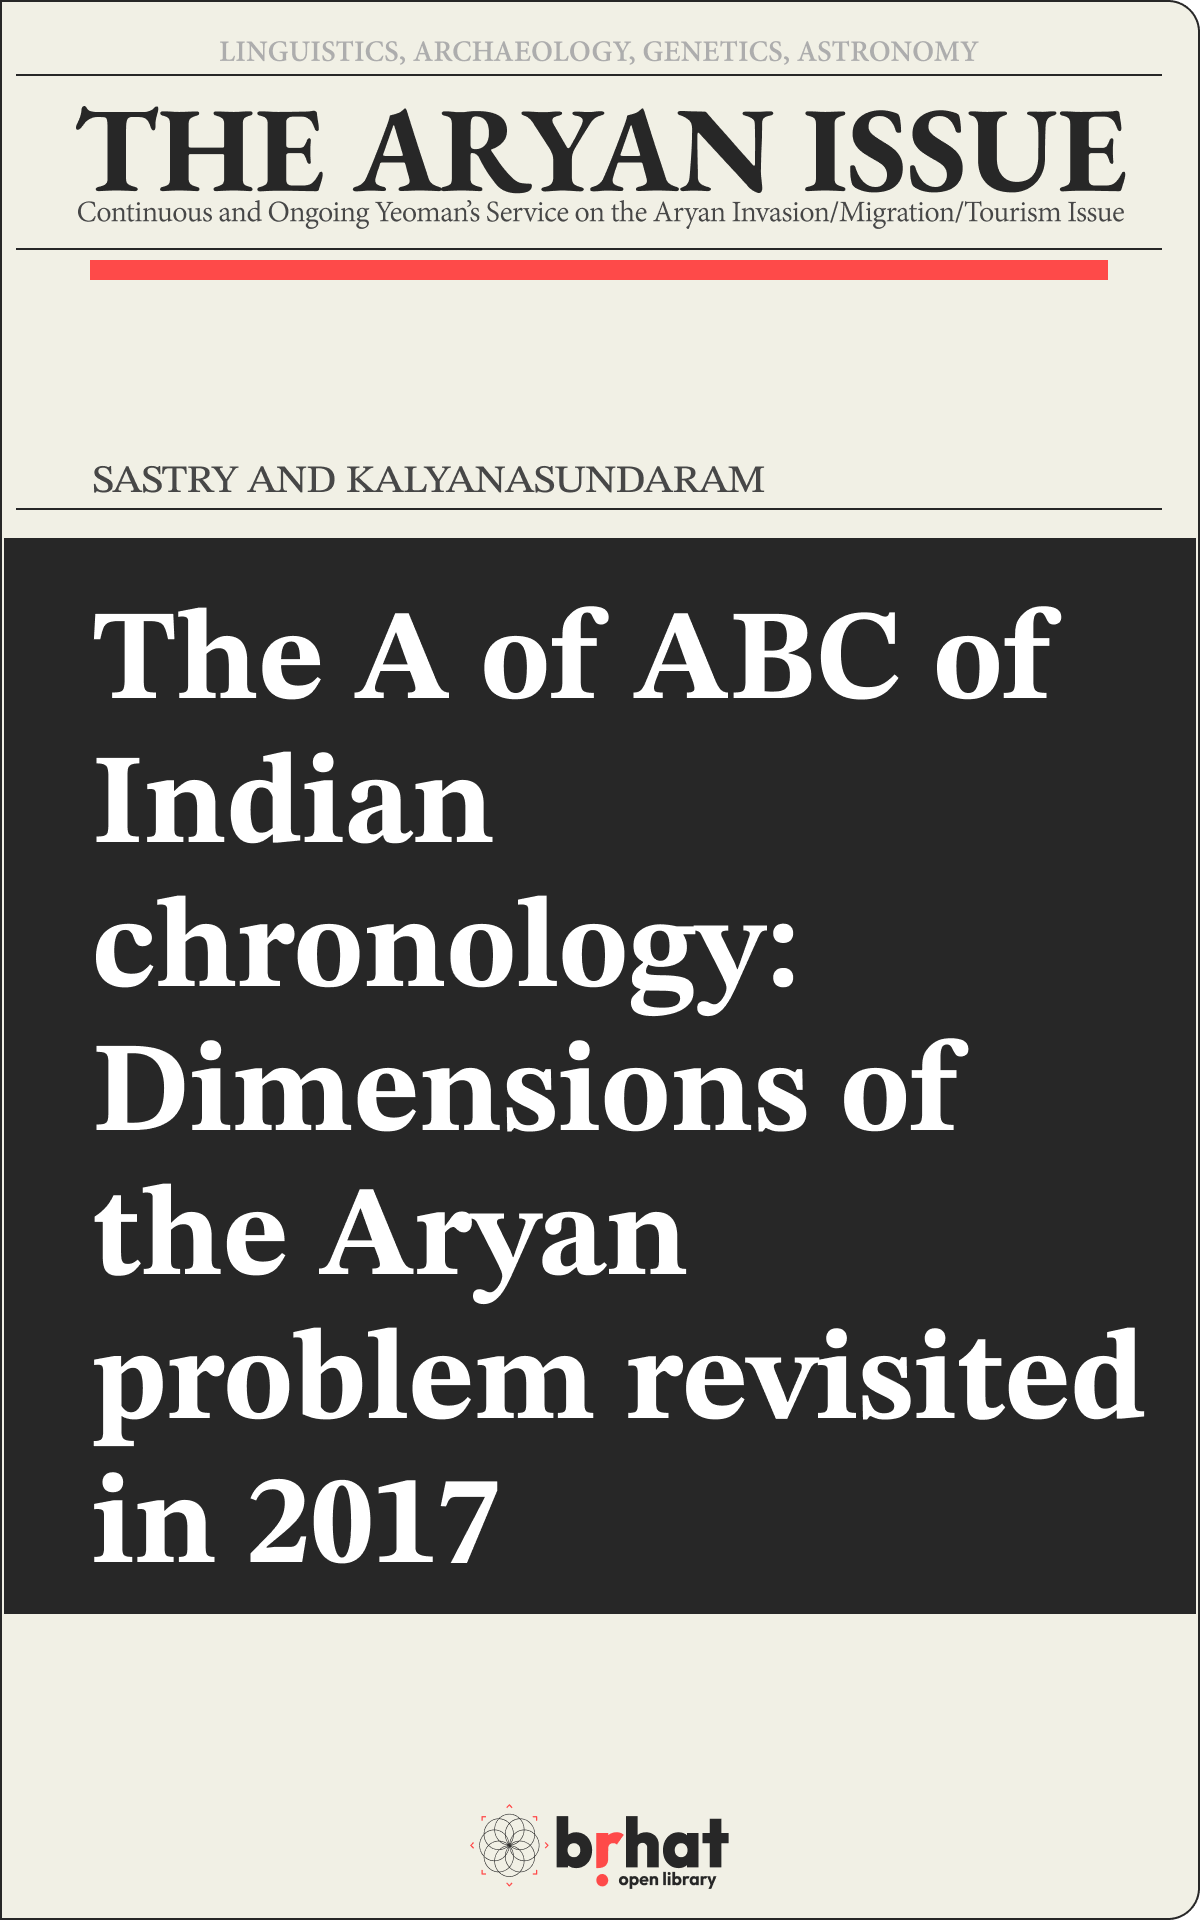 LINGUISTICS, ARCHAEOLOGY, GENETICS, ASTRONOMY
THE ARYAN ISSUE
Continuous and Ongoing Yeoman's Service on the Aryan Invasion/Migration/Tourism Issue
SASTRY AND KALYANASUNDARAM
The A of ABC of
Indian
chronology:
Dimensions of
the Aryan
problem revisited
in 2017
brhat
open library